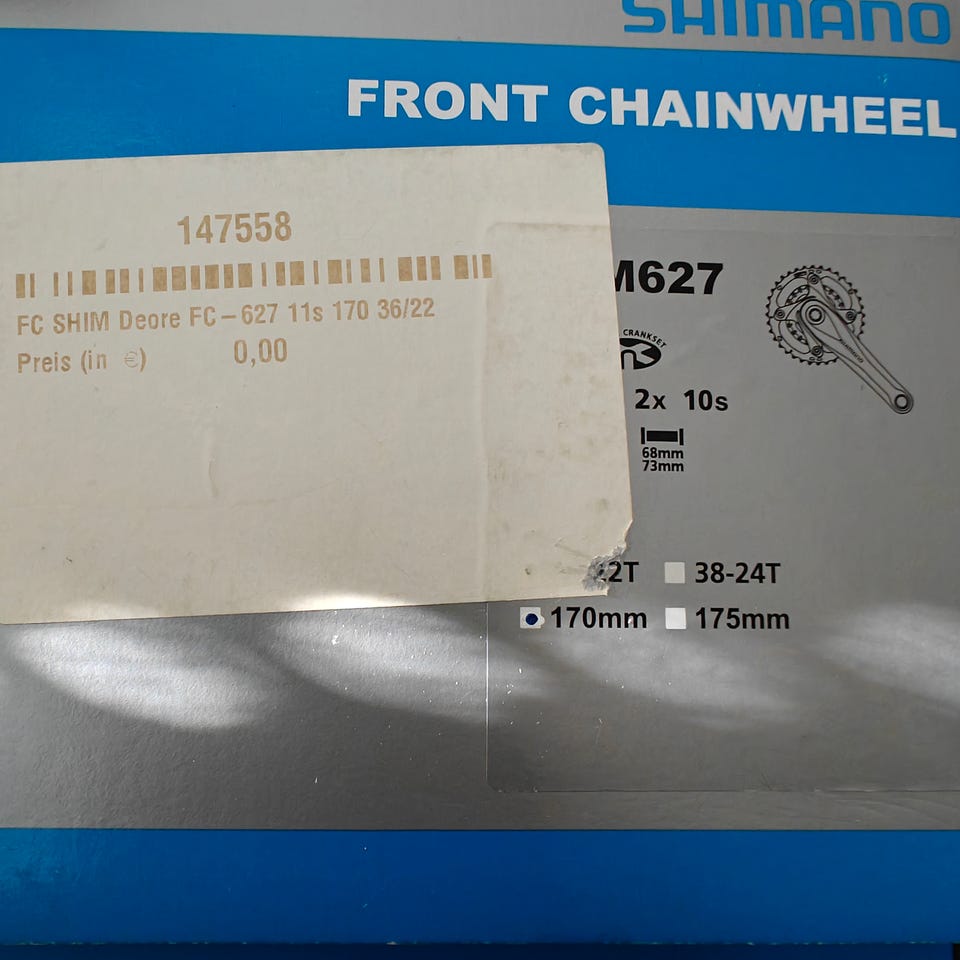 SHIMANO
FRONT CHAINWHEEL
147558
FC SHIM Deore FC-627 11s 170 36/22
Preis (in €) 0,00
M627
CRANKSET
2x 10s
68mm
73mm
2T 38-24T
170mm 175mm